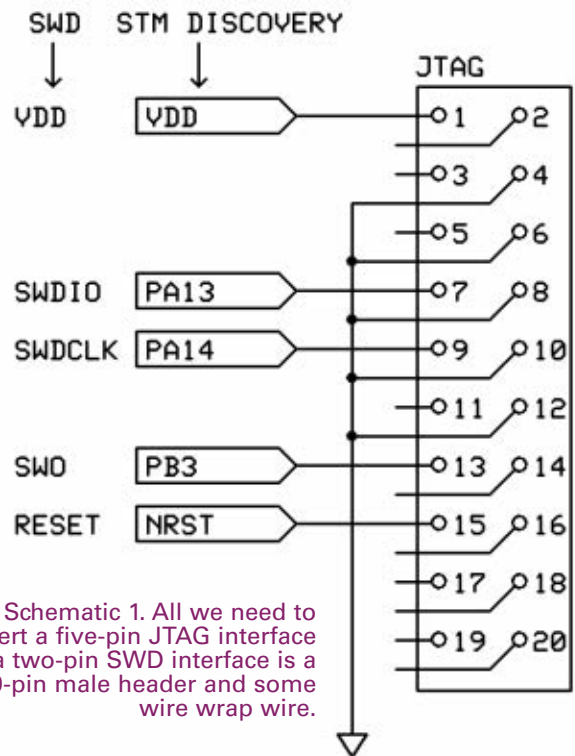 SWD STM DISCOVERY
JTAG
VDD VDD 1 2
3 4
5 6
SWDIO PA13 7 8
SWDCLK PA14 9 10
11 12
SWO PB3 13 14
RESET NRST 15 16
17 18
19 20
Schematic 1. All we need to
ert a five-pin JTAG interface
a two-pin SWD interface is a
0-pin male header and some
wire wrap wire.